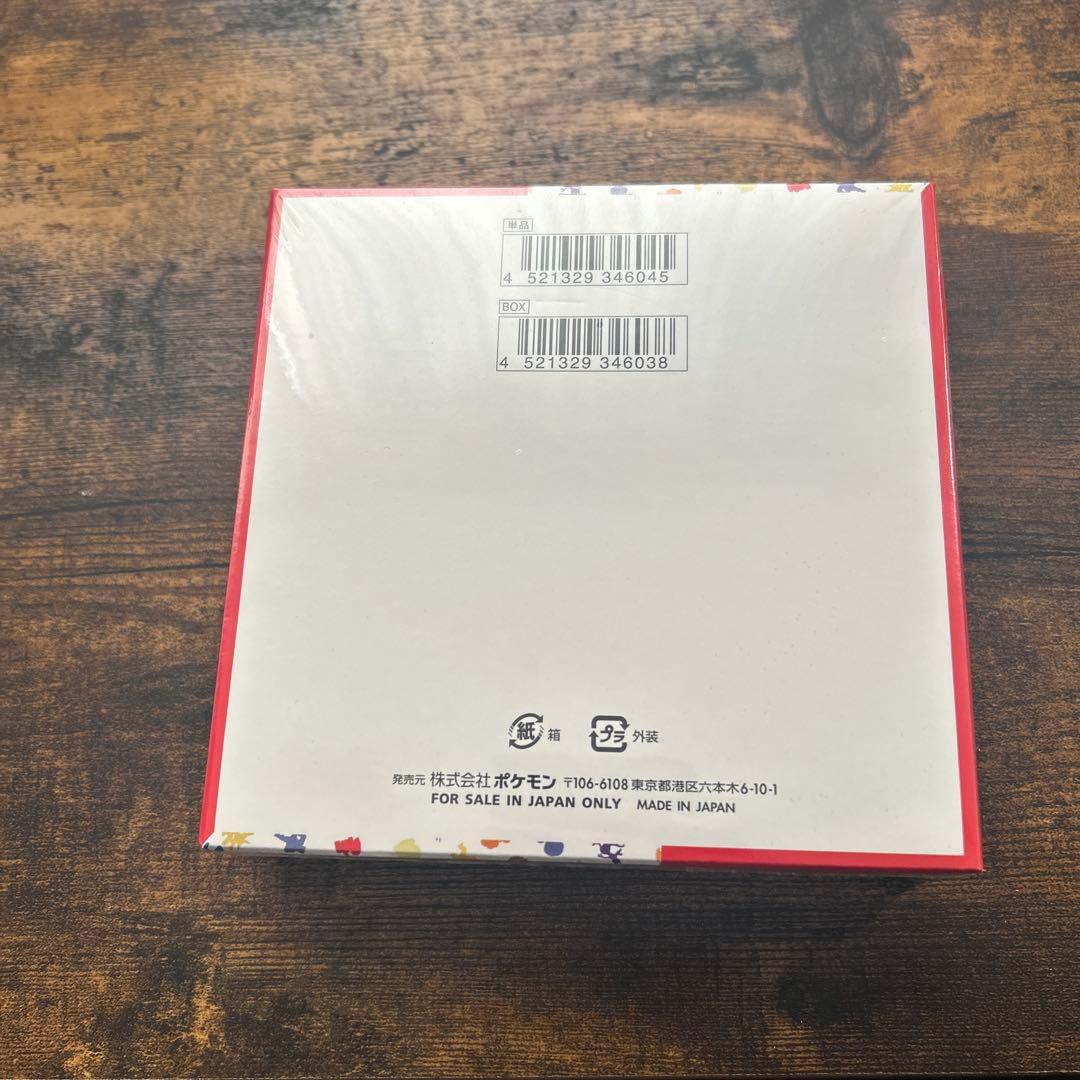 単品
4 521329 346045
BOX
4 521329 346038
紙 箱 プラ 外装
発売元 株式会社ポケモン 〒106-6108 東京都港区六本木6-10-1
FOR SALE IN JAPAN ONLY MADE IN JAPAN